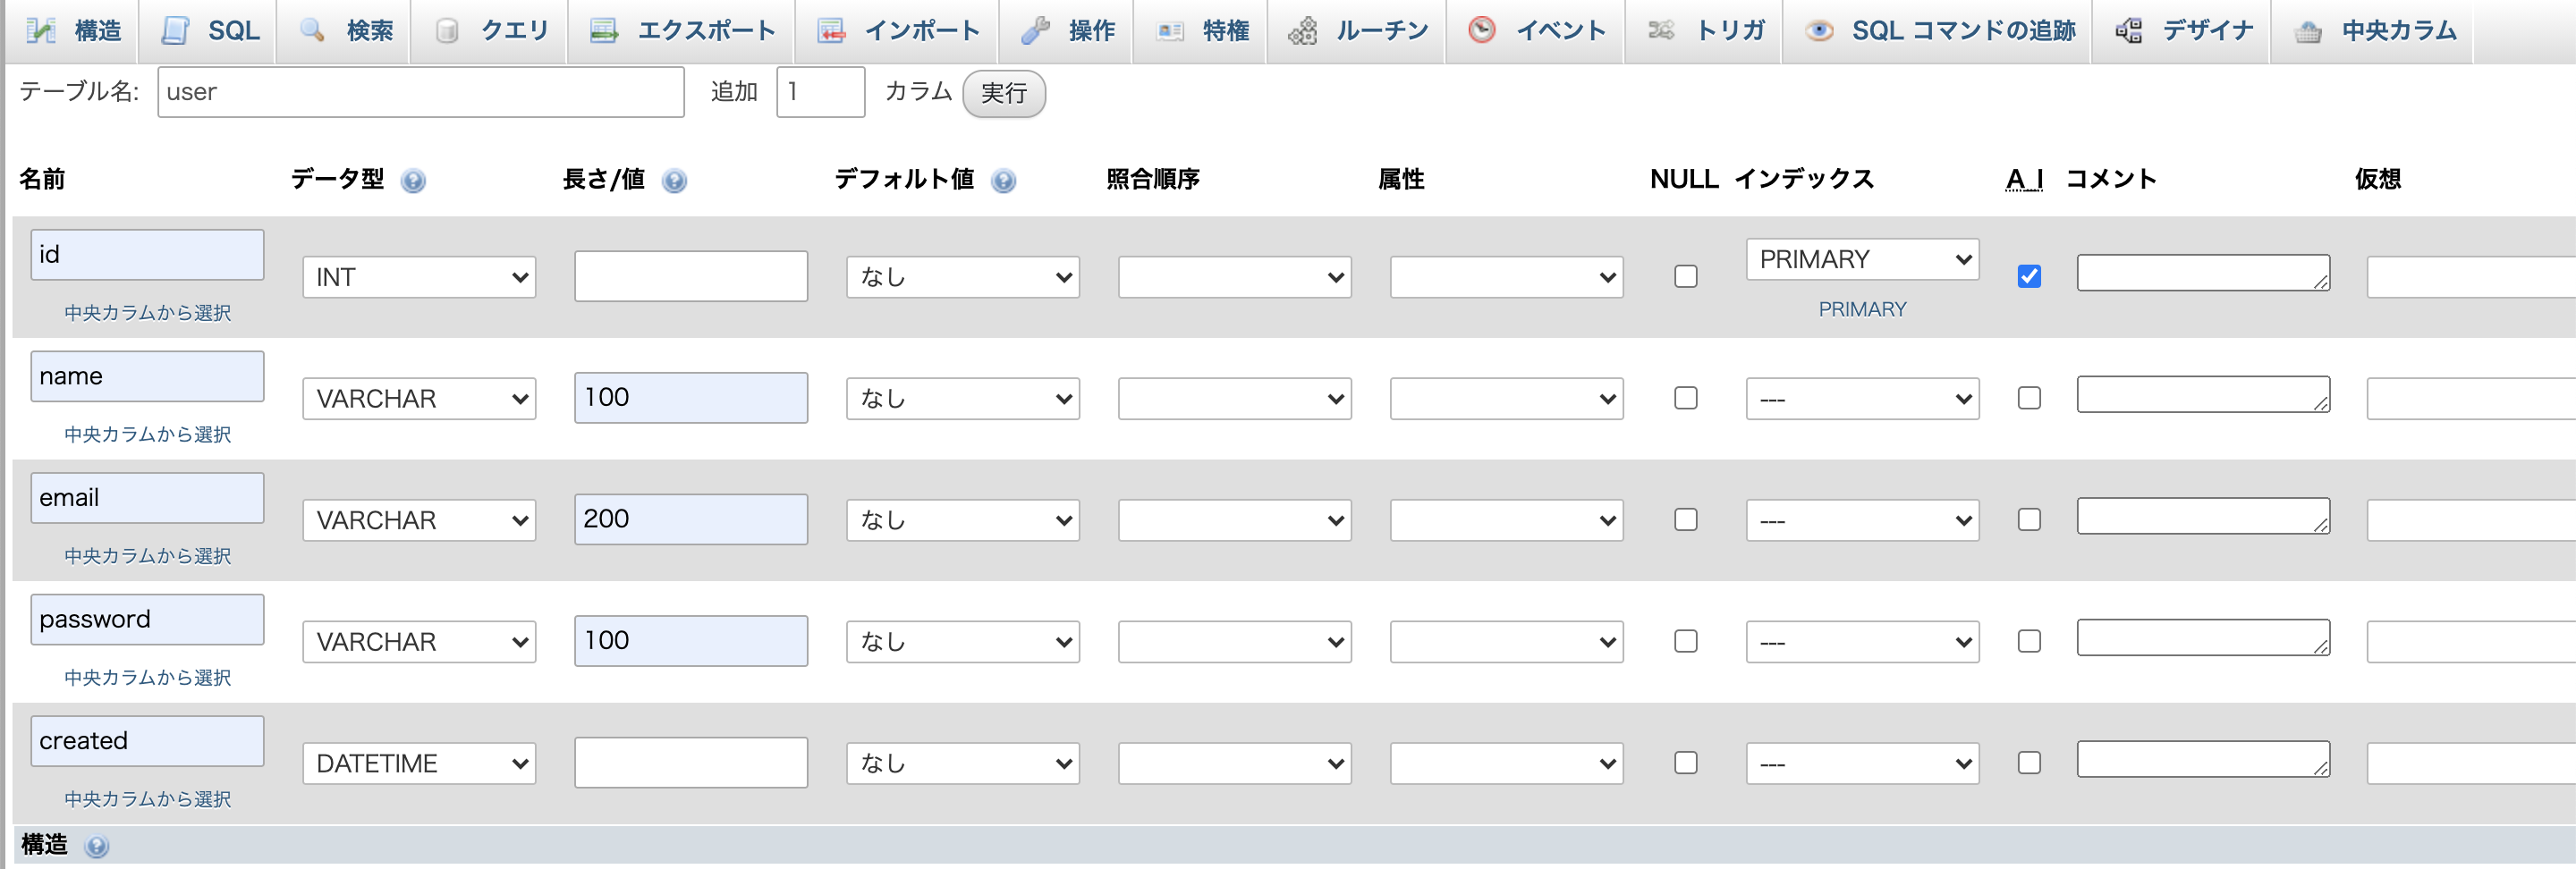 構造 SQL 検索 クエリ エクスポート インポート 操作 特権 ルーチン イベント トリガ SQL コマンドの追跡 デザイナ 中央カラム
テーブル名: user 追加 1 カラム 実行
名前 データ型 長さ/値 デフォルト値 照合順序 属性 NULL インデックス A_I コメント 仮想
id INT なし PRIMARY
中央カラムから選択 PRIMARY
name VARCHAR 100 なし ---
中央カラムから選択
email VARCHAR 200 なし ---
中央カラムから選択
password VARCHAR 100 なし ---
中央カラムから選択
created DATETIME なし ---
中央カラムから選択
構造